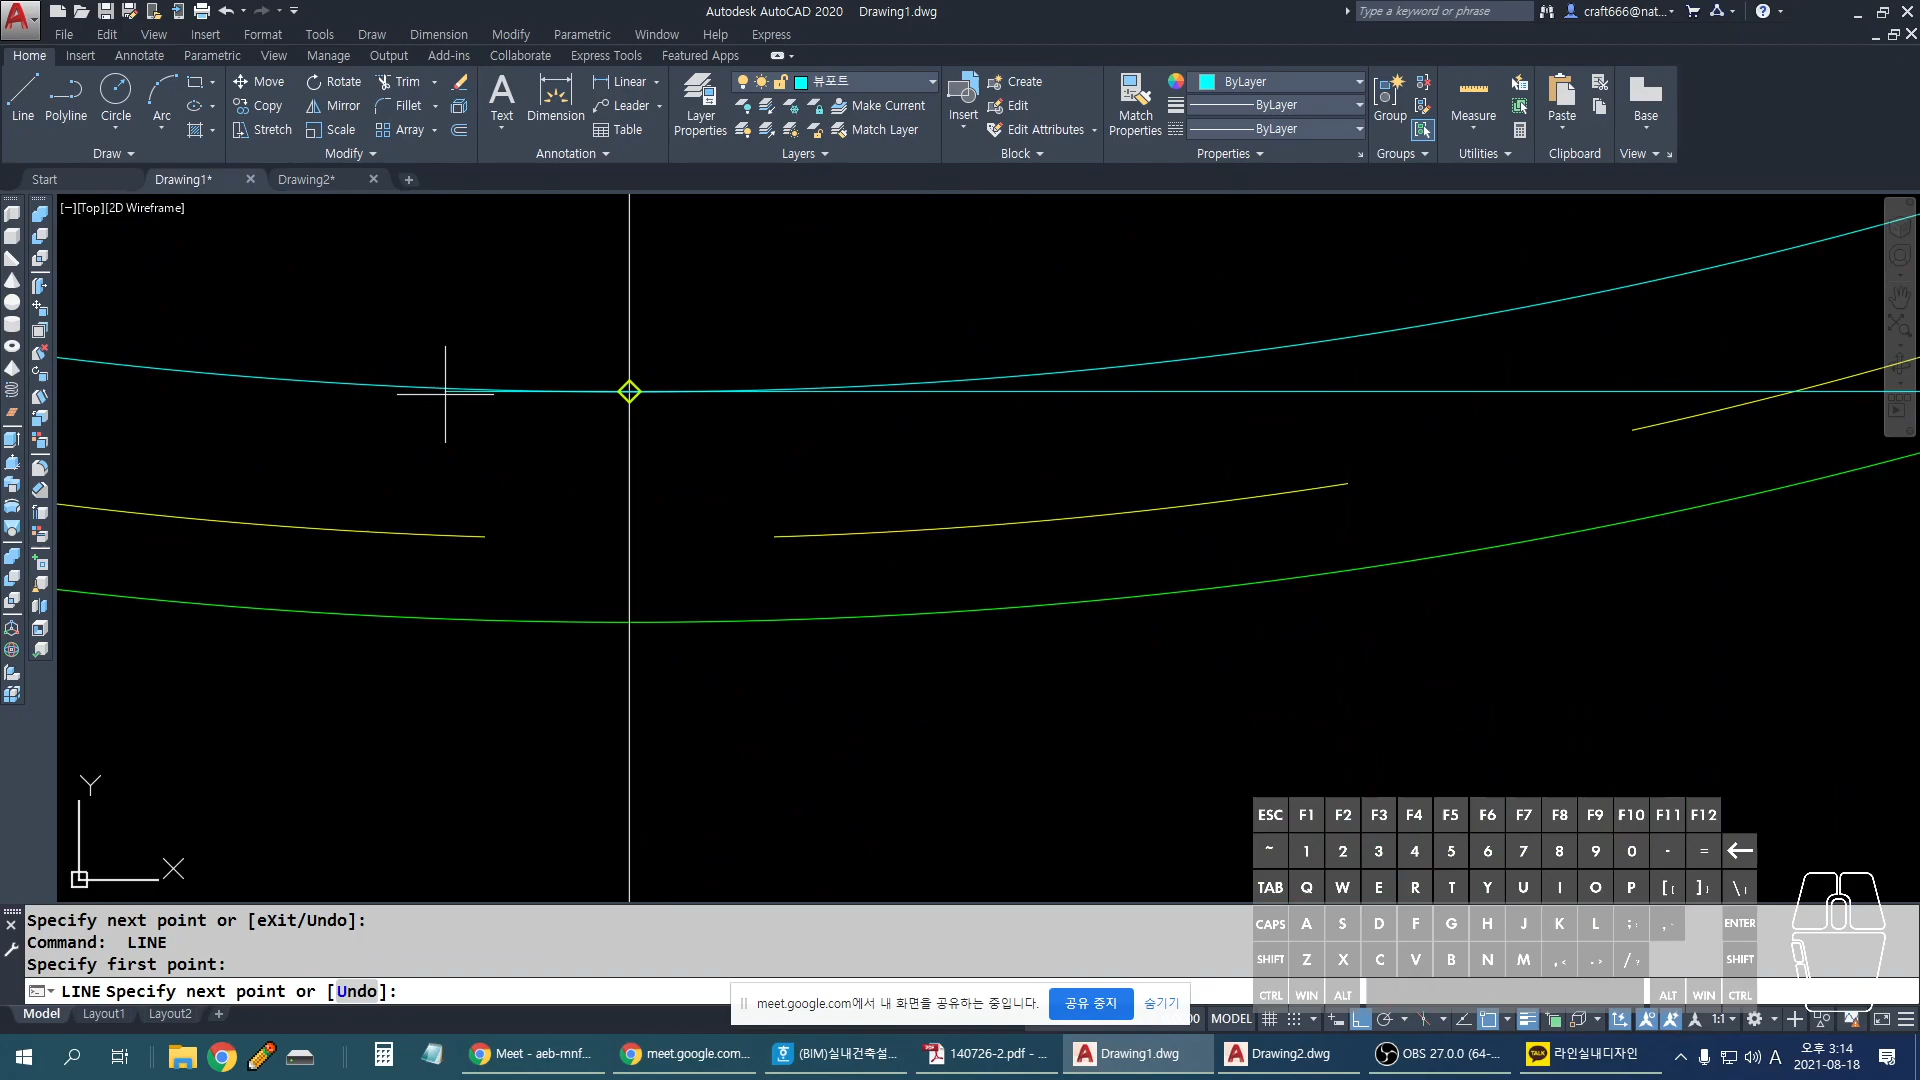 Autodesk AutoCAD 2020 Drawing1.dwg
Type a keyword or phrase
craft666@nat...
File Edit View Insert Format Tools Draw Dimension Modify Parametric Window Help Express
Home Insert Annotate Parametric View Manage Output Add-ins Collaborate Express Tools Featured Apps
Line Polyline Circle Arc
Move Rotate Trim
Copy Mirror Fillet
Stretch Scale Array
Text Dimension
Linear
Leader
Table
Layer Properties
뷰포트
Make Current
Match Layer
Insert
Create
Edit
Edit Attributes
Match Properties
ByLayer
ByLayer
ByLayer
Group
Measure
Paste
Base
Draw Modify Annotation Layers Block Properties Groups Utilities Clipboard View
Start Drawing1* Drawing2*
[−][Top][2D Wireframe]
Y
X
ESC F1 F2 F3 F4 F5 F6 F7 F8 F9 F10 F11 F12
~ 1 2 3 4 5 6 7 8 9 0 - =
TAB Q W E R T Y U I O P [{ ]} \|
CAPS A S D F G H J K L ;: ENTER
SHIFT Z X C V B N M ,< .> /? SHIFT
CTRL WIN ALT ALT WIN CTRL
Specify next point or [eXit/Undo]:
Command: LINE
Specify first point:
LINE Specify next point or [Undo]:
meet.google.com에서 내 화면을 공유하는 중입니다. 공유 중지 숨기기
Model Layout1 Layout2
MODEL 1:1
Meet - aeb-mnf...
meet.google.com...
(BIM)실내건축설...
140726-2.pdf - ...
Drawing1.dwg
Drawing2.dwg
OBS 27.0.0 (64-...
라인실내디자인
A
오후 3:14
2021-08-18